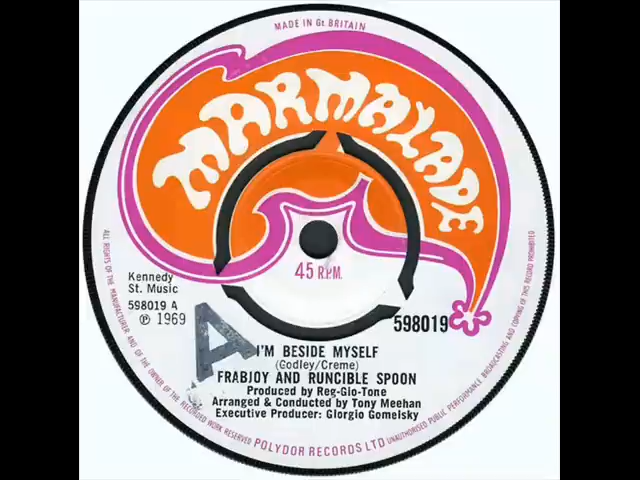 MADE IN Gt. BRITAIN
MARMALADE
45 R.P.M.
Kennedy
St. Music
598019 A
℗ 1969
598019
A
I'M BESIDE MYSELF
(Godley/Creme)
FRABJOY AND RUNCIBLE SPOON
Produced by Reg-Glo-Tone
Arranged & Conducted by Tony Meehan
Executive Producer: Giorgio Gomelsky
ALL RIGHTS OF THE MANUFACTURER AND OF THE OWNER OF THE RECORDED WORK RESERVED
POLYDOR RECORDS LTD
UNAUTHORISED PUBLIC PERFORMANCE BROADCASTING AND COPYING OF THIS RECORD PROHIBITED